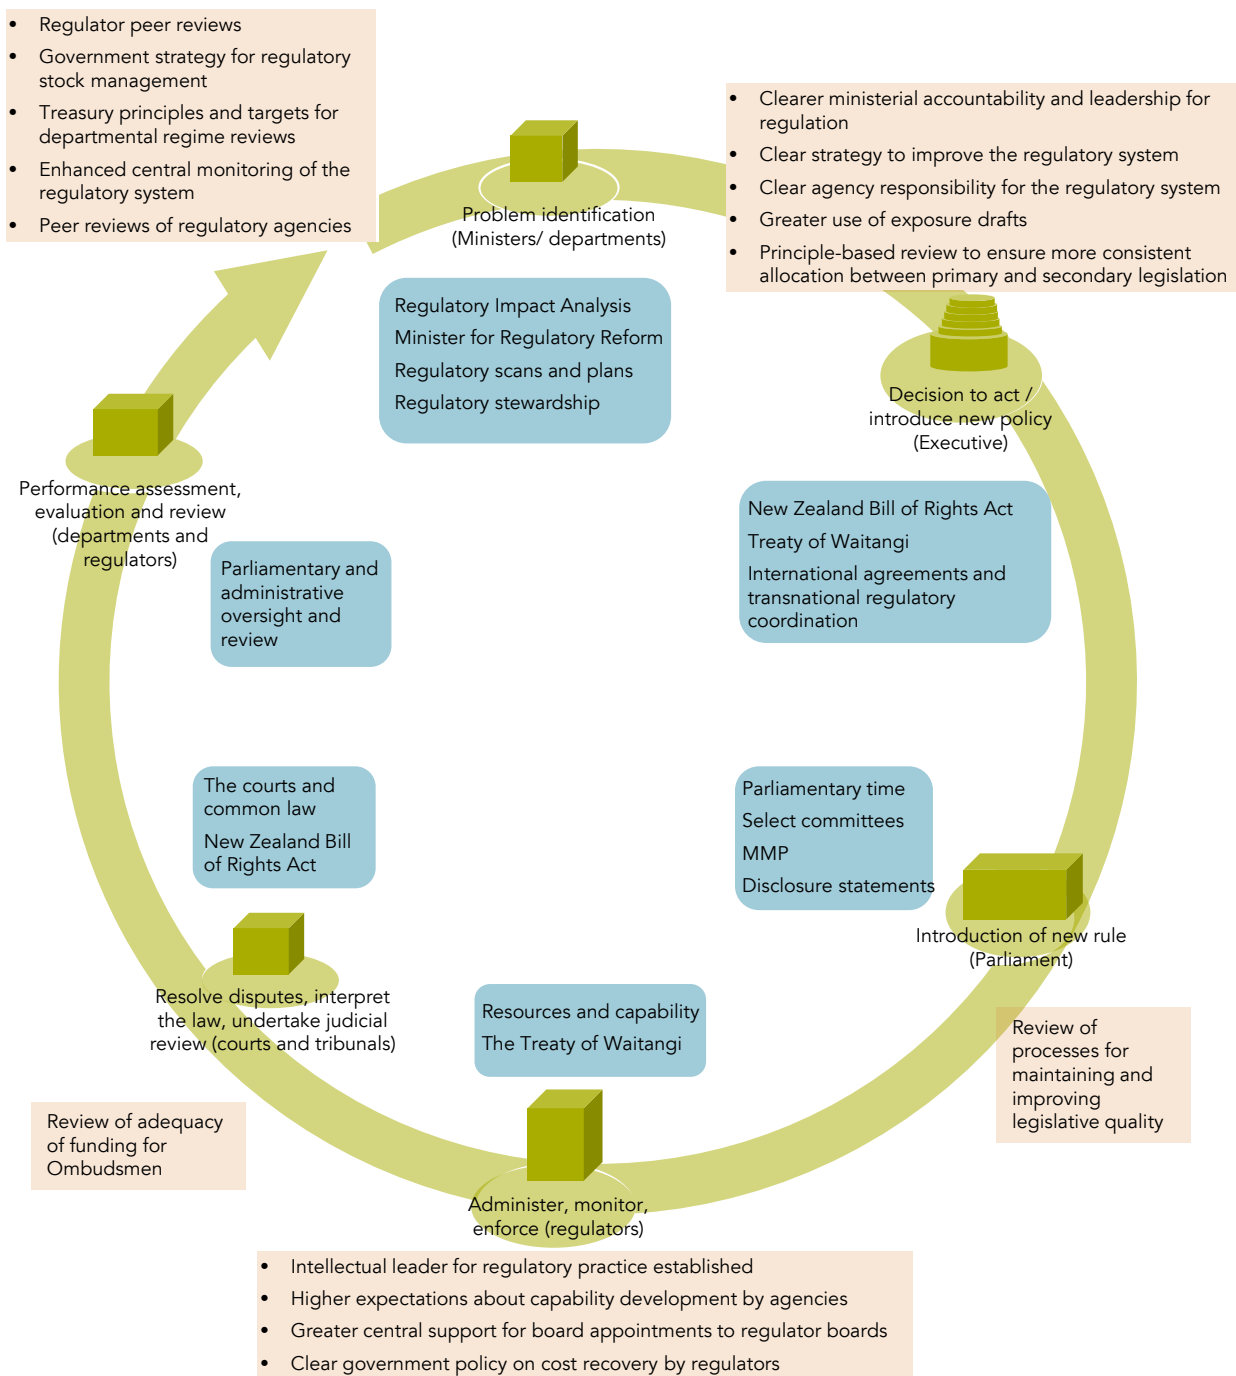 • Regulator peer reviews
• Government strategy for regulatory
stock management
• Treasury principles and targets for
departmental regime reviews
• Enhanced central monitoring of the
regulatory system
• Peer reviews of regulatory agencies
• Clearer ministerial accountability and leadership for
regulation
• Clear strategy to improve the regulatory system
• Clear agency responsibility for the regulatory system
• Greater use of exposure drafts
• Principle-based review to ensure more consistent
allocation between primary and secondary legislation
Problem identification
(Ministers/ departments)
Regulatory Impact Analysis
Minister for Regulatory Reform
Regulatory scans and plans
Regulatory stewardship
Decision to act /
introduce new policy
(Executive)
Performance assessment,
evaluation and review
(departments and
regulators)
New Zealand Bill of Rights Act
Treaty of Waitangi
International agreements and
transnational regulatory
coordination
Parliamentary and
administrative
oversight and
review
The courts and
common law
New Zealand Bill
of Rights Act
Parliamentary time
Select committees
MMP
Disclosure statements
Introduction of new rule
(Parliament)
Resolve disputes, interpret
the law, undertake judicial
review (courts and tribunals)
Resources and capability
The Treaty of Waitangi
Review of
processes for
maintaining and
improving
legislative quality
Review of adequacy
of funding for
Ombudsmen
Administer, monitor,
enforce (regulators)
• Intellectual leader for regulatory practice established
• Higher expectations about capability development by agencies
• Greater central support for board appointments to regulator boards
• Clear government policy on cost recovery by regulators